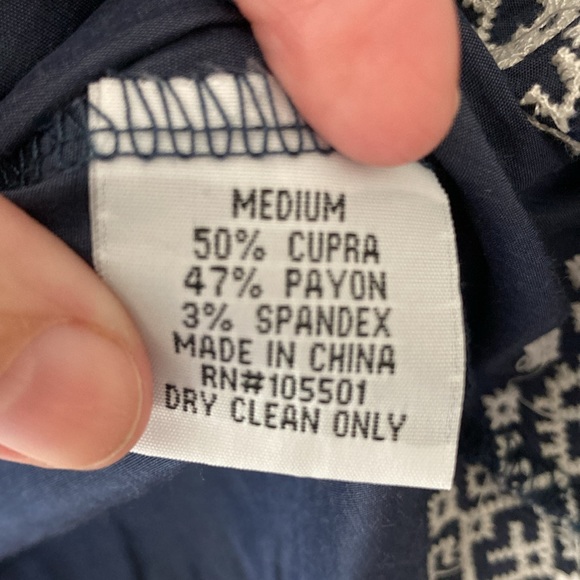 MEDIUM
50% CUPRA
47% PAYON
3% SPANDEX
MADE IN CHINA
RN#105501
DRY CLEAN ONLY